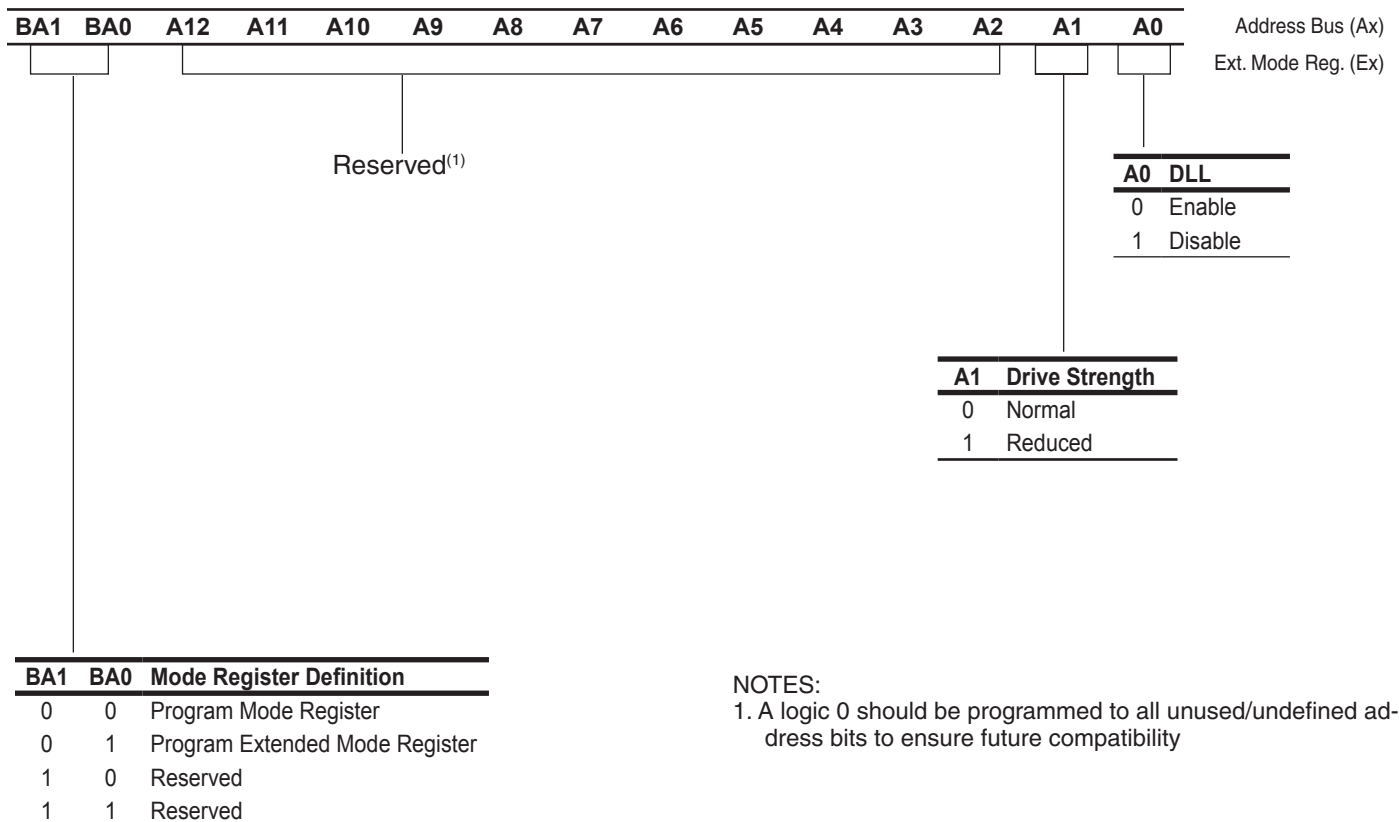 BA1 BA0 A12 A11 A10 A9 A8 A7 A6 A5 A4 A3 A2 A1 A0 Address Bus (Ax)
Ext. Mode Reg. (Ex)
Reserved(1)
A0 DLL
0 Enable
1 Disable
A1 Drive Strength
0 Normal
1 Reduced
BA1 BA0 Mode Register Definition
0 0 Program Mode Register
0 1 Program Extended Mode Register
1 0 Reserved
1 1 Reserved
NOTES:
1. A logic 0 should be programmed to all unused/undefined ad-
dress bits to ensure future compatibility